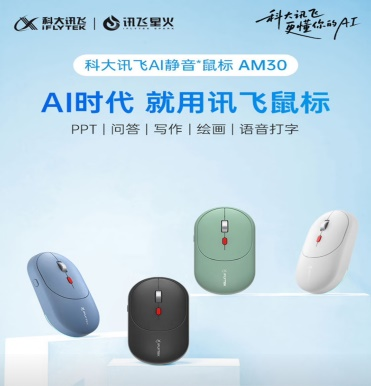 科大讯飞
iFLYTEK
讯飞星火
IFLYTEK SPARK
科大讯飞
更懂你的AI
科大讯飞AI静音*鼠标 AM30
AI时代 就用讯飞鼠标
PPT | 问答 | 写作 | 绘画 | 语音打字